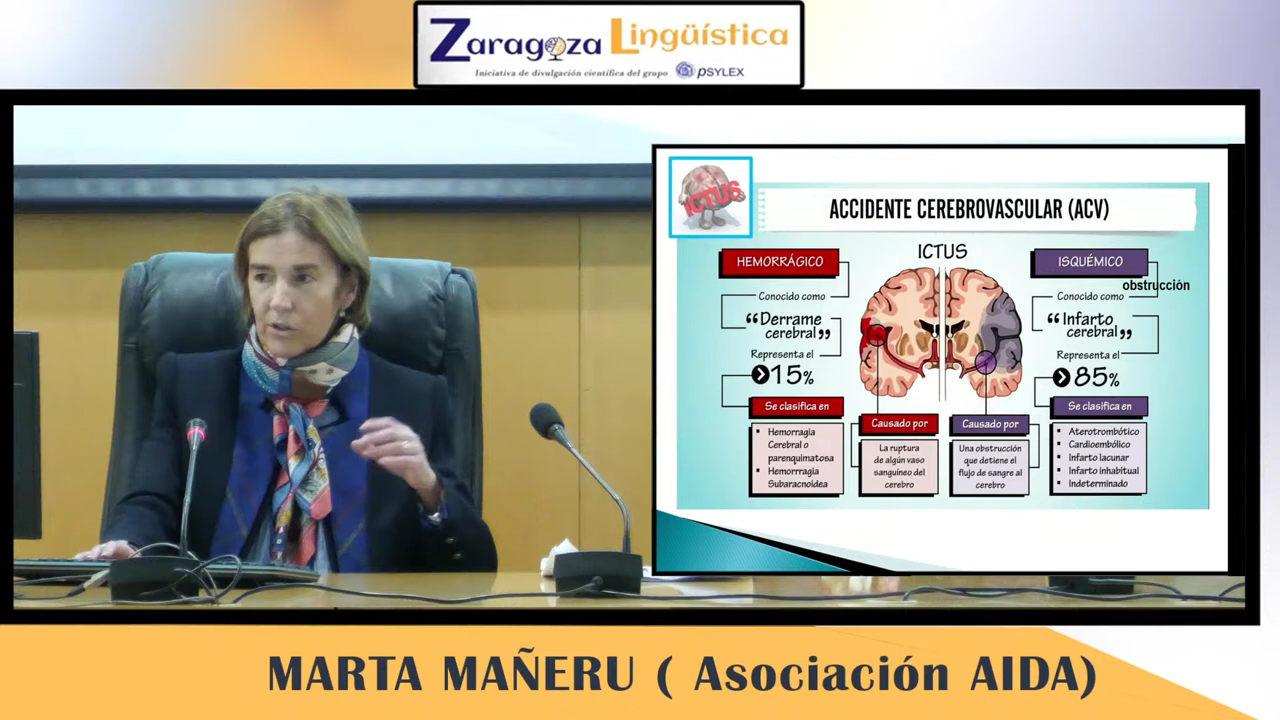 Zaragoza Lingüística
Iniciativa de divulgación científica del grupo PSYLEX
ICTUS
ACCIDENTE CEREBROVASCULAR (ACV)
ICTUS
HEMORRÁGICO
Conocido como
“Derrame
cerebral”
Representa el
15%
Se clasifica en
▪ Hemorragia
Cerebral o
parenquimatosa
▪ Hemorrragia
Subaracnoidea
Causado por
La ruptura
de algún vaso
sanguíneo del
cerebro
Causado por
Una obstrucción
que detiene el
flujo de sangre al
cerebro
ISQUÉMICO
obstrucción
Conocido como
“Infarto
cerebral”
Representa el
85%
Se clasifica en
▪ Aterotrombótico
▪ Cardioembólico
▪ Infarto lacunar
▪ Infarto inhabitual
▪ Indeterminado
MARTA MAÑERU ( Asociación AIDA)